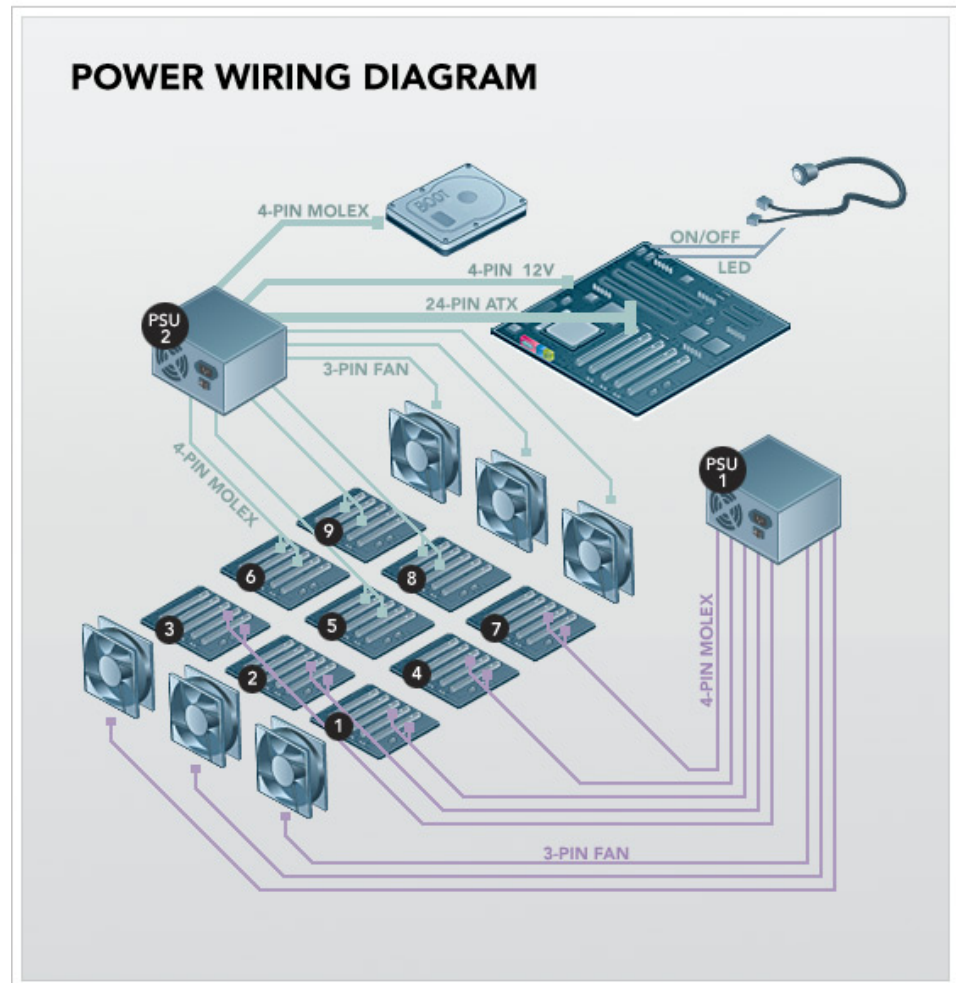 POWER WIRING DIAGRAM
BOOT
4-PIN MOLEX
ON/OFF
LED
4-PIN 12V
24-PIN ATX
PSU
2
3-PIN FAN
4-PIN MOLEX
PSU
1
9
6
8
3
5
7
2
4
1
4-PIN MOLEX
3-PIN FAN